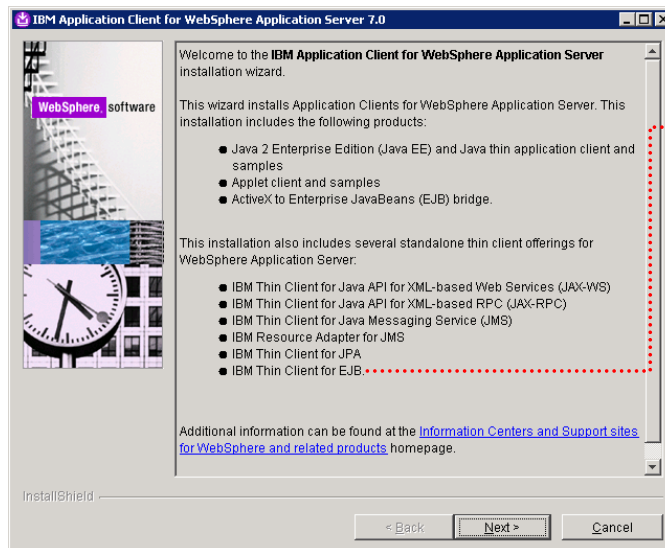 IBM Application Client for WebSphere Application Server 7.0
WebSphere. software
Welcome to the IBM Application Client for WebSphere Application Server
installation wizard.
This wizard installs Application Clients for WebSphere Application Server. This
installation includes the following products:
● Java 2 Enterprise Edition (Java EE) and Java thin application client and
samples
● Applet client and samples
● ActiveX to Enterprise JavaBeans (EJB) bridge.
This installation also includes several standalone thin client offerings for
WebSphere Application Server:
● IBM Thin Client for Java API for XML-based Web Services (JAX-WS)
● IBM Thin Client for Java API for XML-based RPC (JAX-RPC)
● IBM Thin Client for Java Messaging Service (JMS)
● IBM Resource Adapter for JMS
● IBM Thin Client for JPA
● IBM Thin Client for EJB.
Additional information can be found at the Information Centers and Support sites
for WebSphere and related products homepage.
InstallShield
< Back
Next >
Cancel